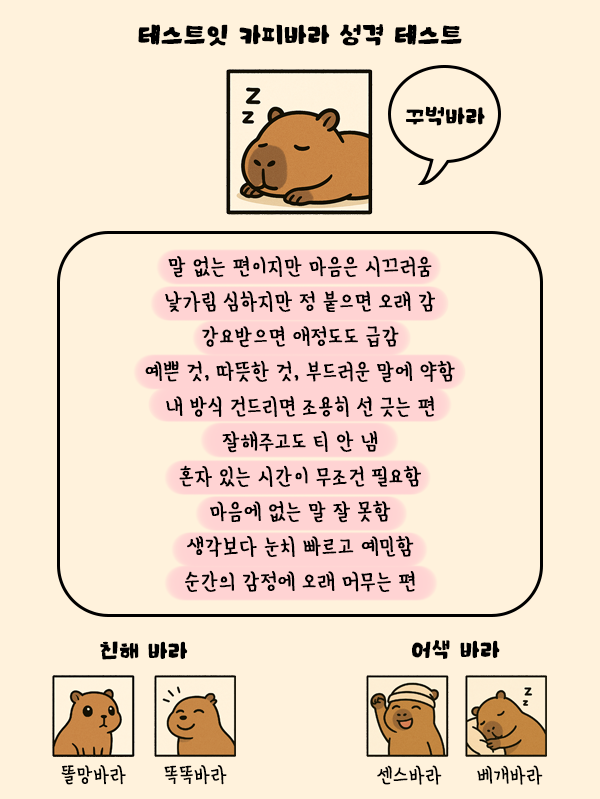 테스트잇 카피바라 성격 테스트
Z
Z
꾸벅바라
말 없는 편이지만 마음은 시끄러움
낯가림 심하지만 정 붙으면 오래 감
강요받으면 애정도도 급감
예쁜 것, 따뜻한 것, 부드러운 말에 약함
내 방식 건드리면 조용히 선 긋는 편
잘해주고도 티 안 냄
혼자 있는 시간이 무조건 필요함
마음에 없는 말 잘 못함
생각보다 눈치 빠르고 예민함
순간의 감정에 오래 머무는 편
친해 바라
어색 바라
Z
Z
똘망바라
똑똑바라
센스바라
베개바라